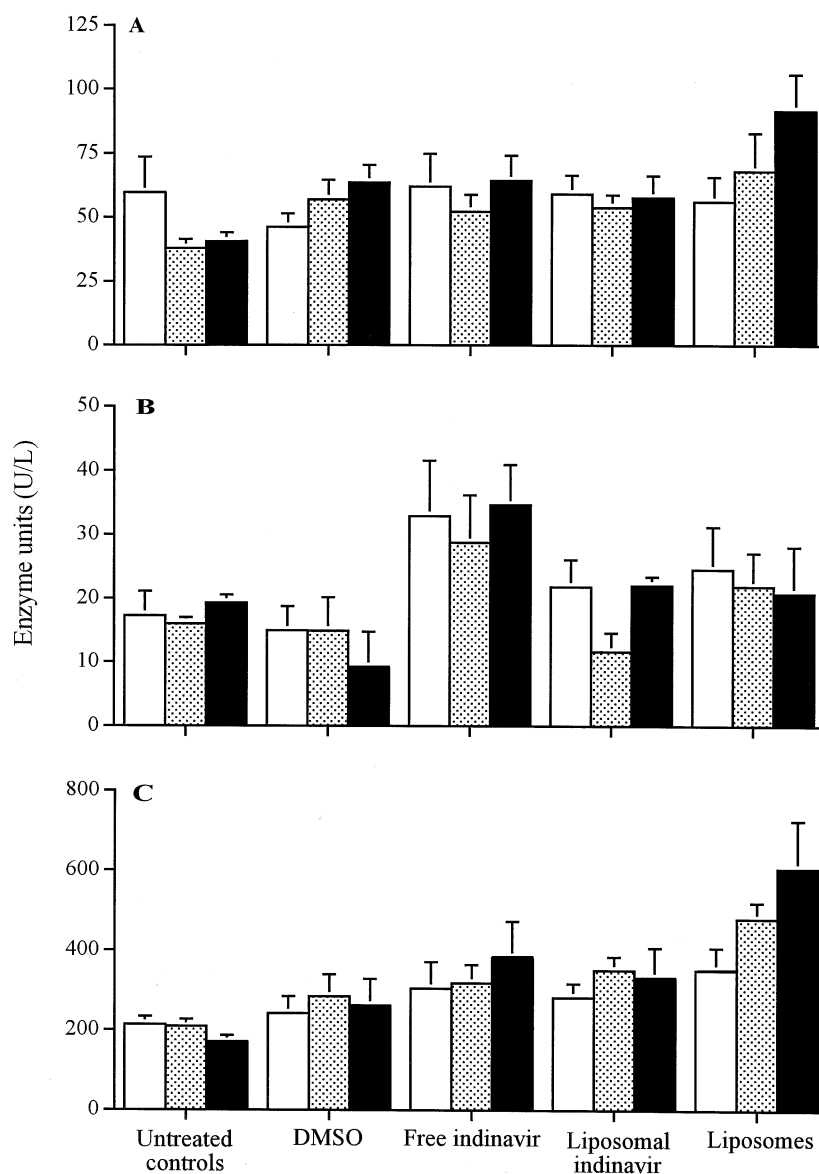 A
125
100
75
50
25
0
B
50
40
30
20
10
0
Enzyme units (U/L)
C
800
600
400
200
0
Untreated
controls
DMSO
Free indinavir
Liposomal
indinavir
Liposomes